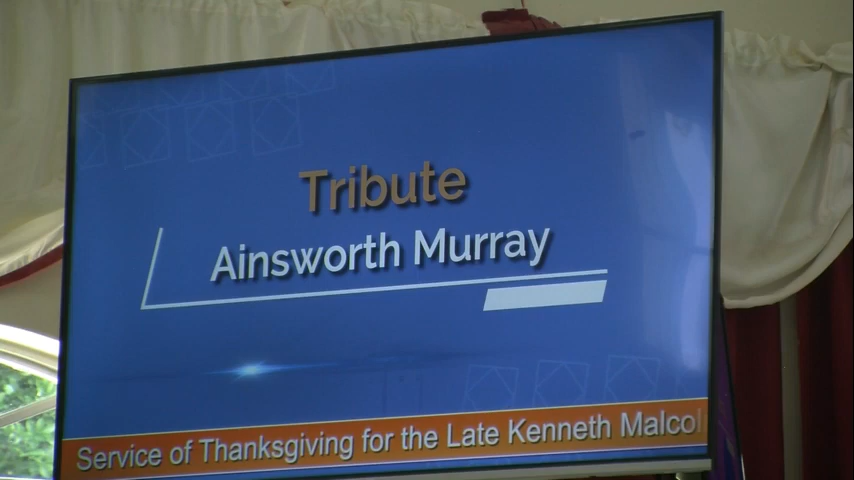 Tribute
Ainsworth Murray
Service of Thanksgiving for the Late Kenneth Malcol